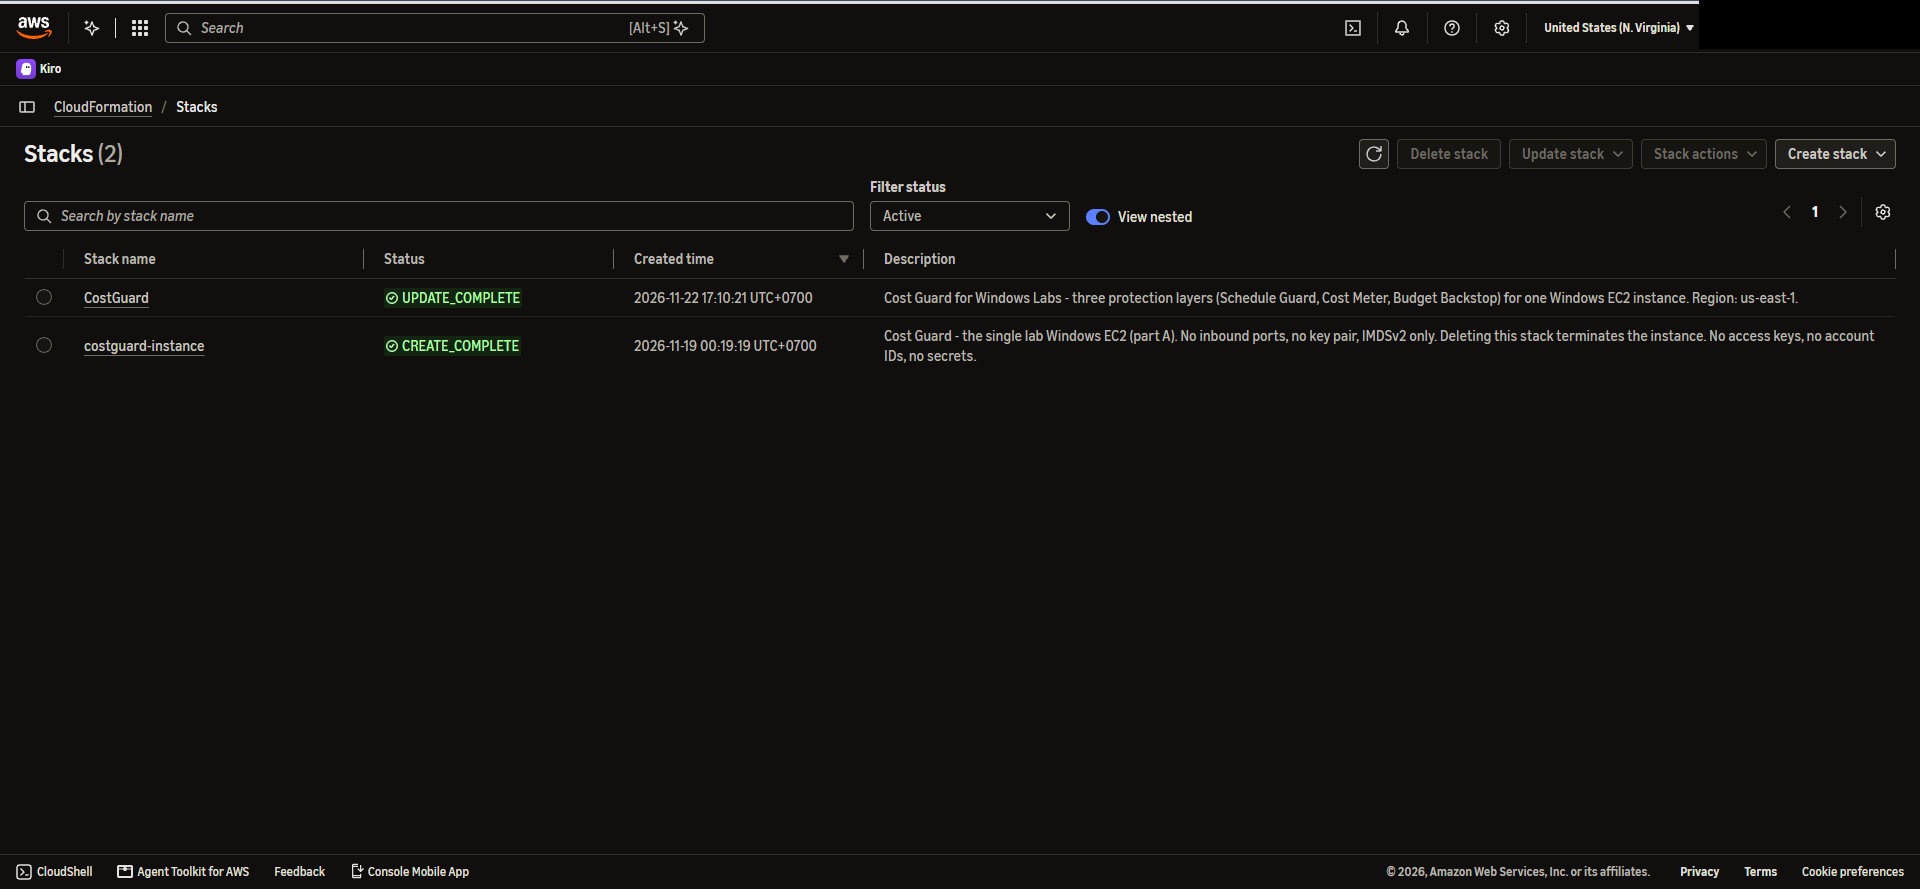 aws
Search [Alt+S]
United States (N. Virginia)
Kiro
CloudFormation / Stacks
Stacks (2)
Delete stack
Update stack
Stack actions
Create stack
Filter status
Search by stack name
Active
View nested
1
Stack name Status Created time Description
CostGuard UPDATE_COMPLETE 2026-11-22 17:10:21 UTC+0700 Cost Guard for Windows Labs - three protection layers (Schedule Guard, Cost Meter, Budget Backstop) for one Windows EC2 instance. Region: us-east-1.
costguard-instance CREATE_COMPLETE 2026-11-19 00:19:19 UTC+0700 Cost Guard - the single lab Windows EC2 (part A). No inbound ports, no key pair, IMDSv2 only. Deleting this stack terminates the instance. No access keys, no account
IDs, no secrets.
CloudShell Agent Toolkit for AWS Feedback Console Mobile App © 2026, Amazon Web Services, Inc. or its affiliates. Privacy Terms Cookie preferences